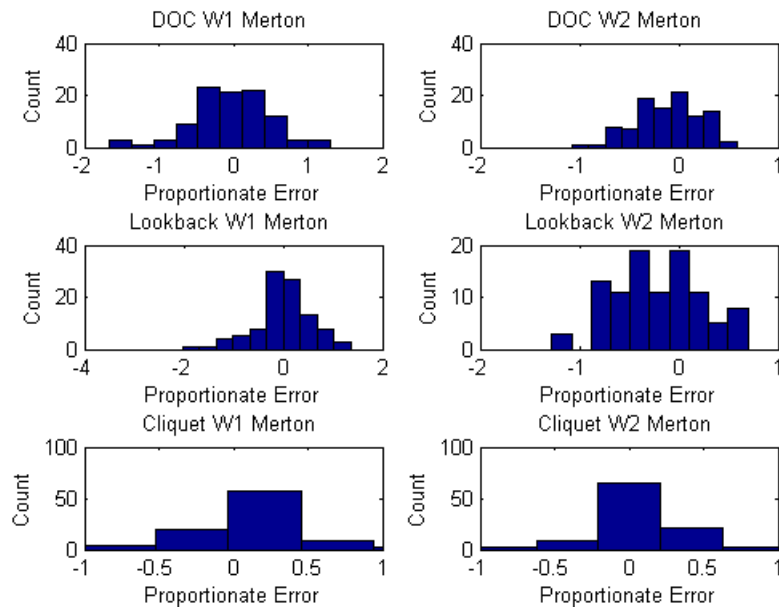 DOC W1 Merton
40
20
0
Count
-2 -1 0 1 2
Proportionate Error
DOC W2 Merton
40
20
0
Count
-2 -1 0 1
Proportionate Error
Lookback W1 Merton
40
20
0
Count
-4 -2 0 2
Proportionate Error
Lookback W2 Merton
20
10
0
Count
-2 -1 0 1
Proportionate Error
Cliquet W1 Merton
100
50
0
Count
-1 -0.5 0 0.5 1
Proportionate Error
Cliquet W2 Merton
100
50
0
Count
-1 -0.5 0 0.5 1
Proportionate Error